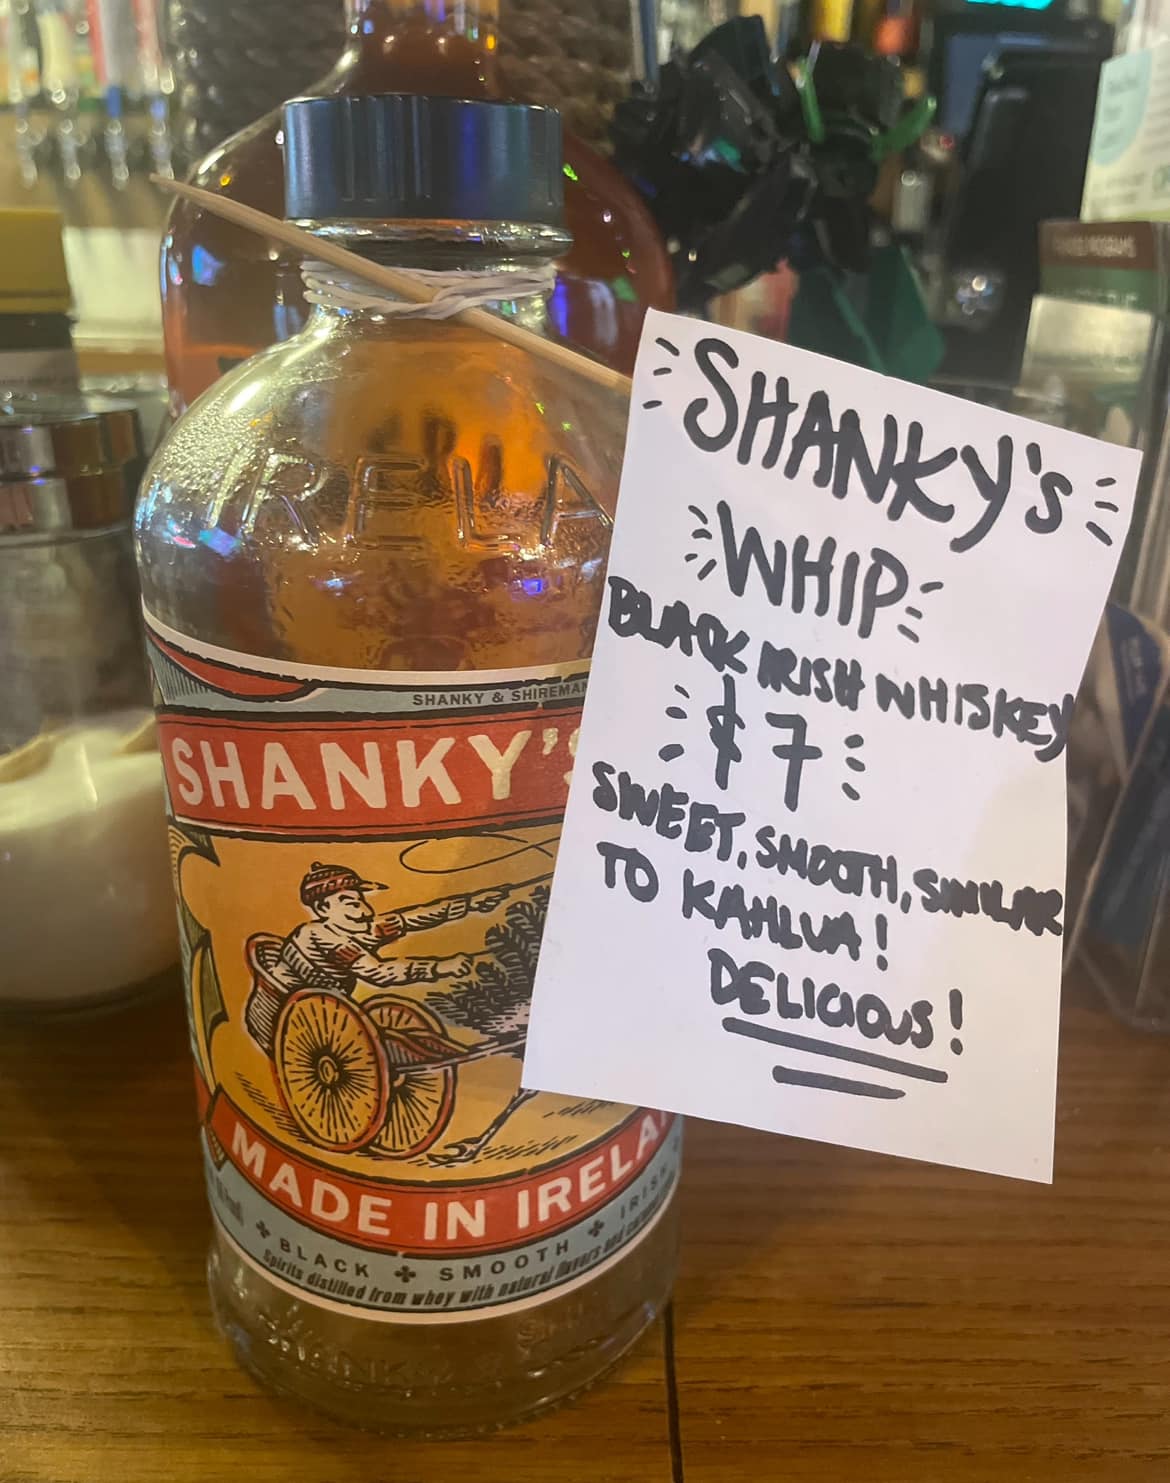 IRELA
SHANKY & SHIREMAN
SHANKY'S
MADE IN IRELA
BLACK ✤ SMOOTH ✤ IRISH
Spirits distilled from whey with natural flavors and
SHANKY'S
WHIP
BLACK IRISH WHISKEY
$7
SWEET, SMOOTH, SIMILAR
TO KAHLUA!
DELICIOUS!